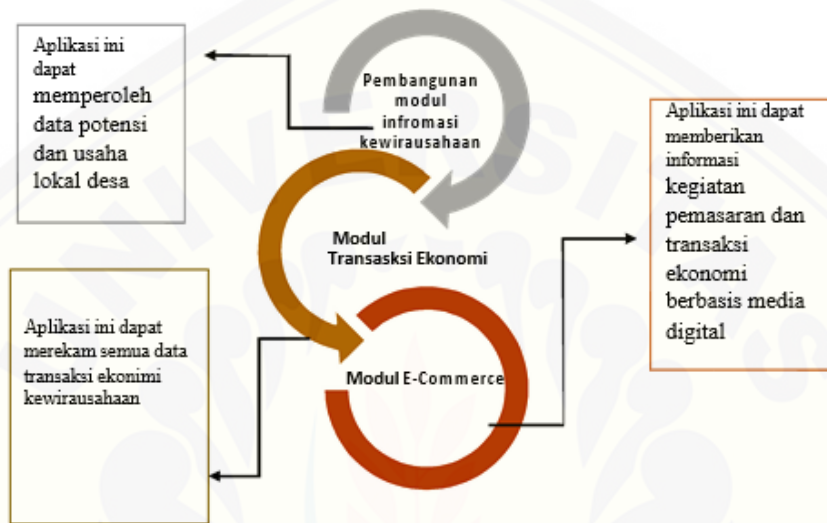 Aplikasi ini
dapat
memperoleh
data potensi
dan usaha
lokal desa
Pembangunan
modul
infromasi
kewirausahaan
Aplikasi ini dapat
memberikan
informasi
kegiatan
pemasaran dan
transaksi
ekonomi
berbasis media
digital
Modul
Transasksi Ekonomi
Aplikasi ini dapat
merekam semua data
transaksi ekonimi
kewirausahaan
Modul E-Commerce
UNIVERSITAS